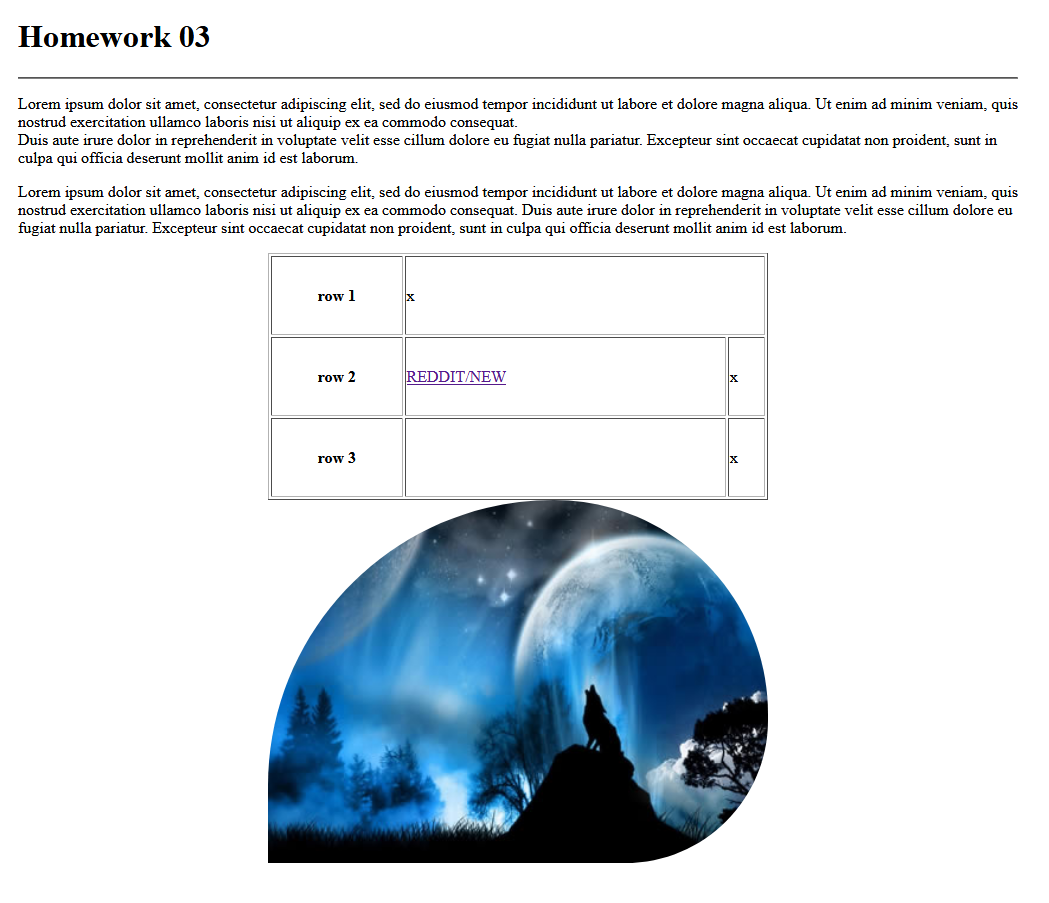 Homework 03
Lorem ipsum dolor sit amet, consectetur adipiscing elit, sed do eiusmod tempor incididunt ut labore et dolore magna aliqua. Ut enim ad minim veniam, quis
nostrud exercitation ullamco laboris nisi ut aliquip ex ea commodo consequat.
Duis aute irure dolor in reprehenderit in voluptate velit esse cillum dolore eu fugiat nulla pariatur. Excepteur sint occaecat cupidatat non proident, sunt in
culpa qui officia deserunt mollit anim id est laborum.
Lorem ipsum dolor sit amet, consectetur adipiscing elit, sed do eiusmod tempor incididunt ut labore et dolore magna aliqua. Ut enim ad minim veniam, quis
nostrud exercitation ullamco laboris nisi ut aliquip ex ea commodo consequat. Duis aute irure dolor in reprehenderit in voluptate velit esse cillum dolore eu
fugiat nulla pariatur. Excepteur sint occaecat cupidatat non proident, sunt in culpa qui officia deserunt mollit anim id est laborum.
row 1 x
row 2 REDDIT/NEW x
row 3 x